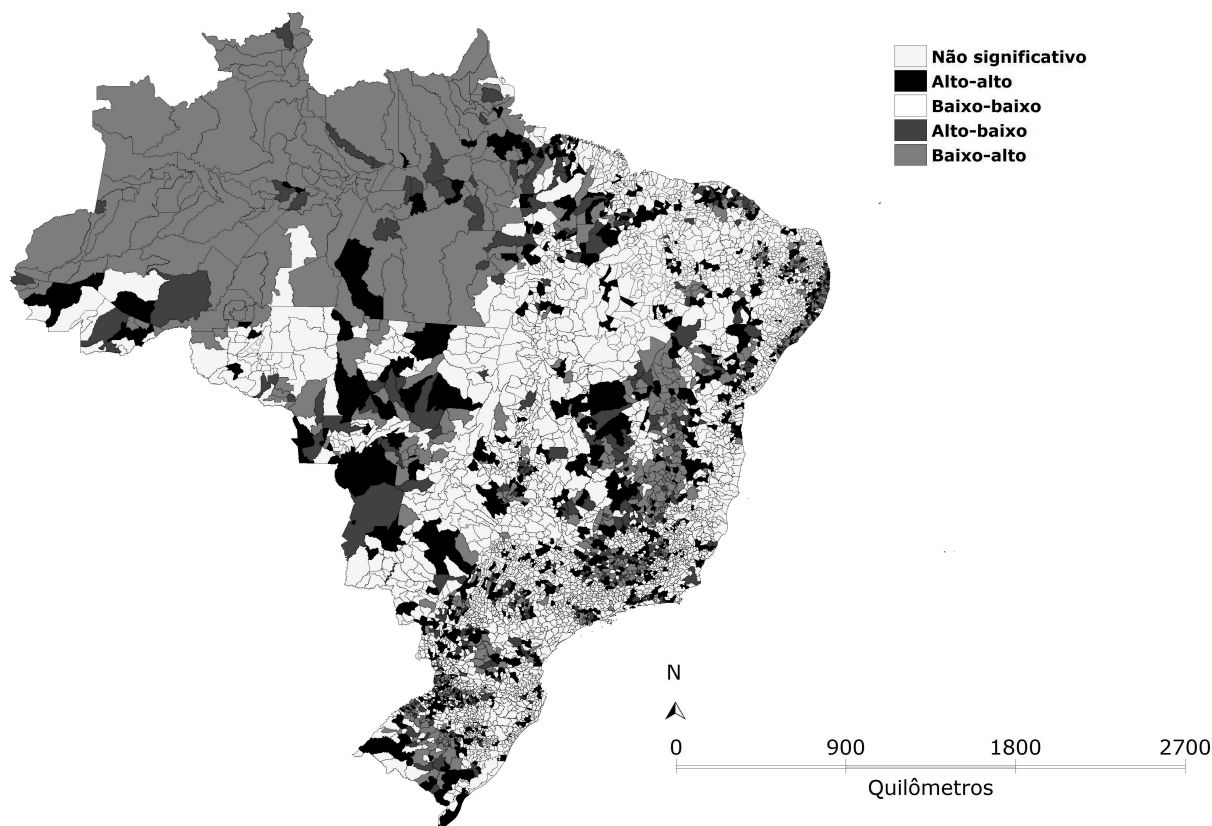 Não significativo
Alto-alto
Baixo-baixo
Alto-baixo
Baixo-alto
N
0 900 1800 2700
Quilômetros